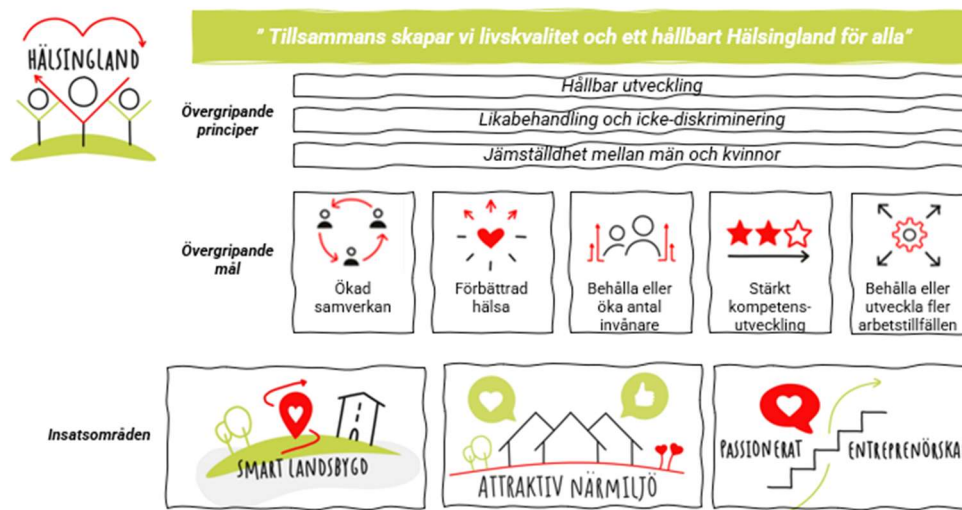 HÄLSINGLAND
" Tillsammans skapar vi livskvalitet och ett hållbart Hälsingland för alla"
Övergripande
principer
Hållbar utveckling
Likabehandling och icke-diskriminering
Jämställdhet mellan män och kvinnor
Övergripande
mål
Ökad
samverkan
Förbättrad
hälsa
Behålla eller
öka antal
invånare
Stärkt
kompetens-
utveckling
Behålla eller
utveckla fler
arbetstillfällen
Insatsområden
SMART LANDSBYGD
ATTRAKTIV NÄRMILJÖ
PASSIONERAT
ENTREPRENÖRSKA